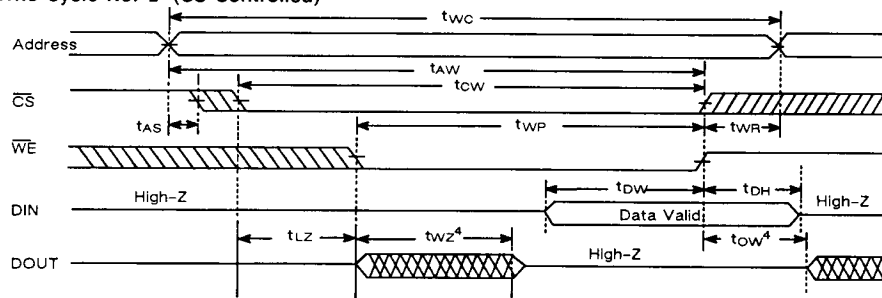 Cycle No. 2 (CS Controlled)
tWC
Address
tAW
tCW
CS
tAS
tWP
tWR
WE
tDW
tDH
High-Z
High-Z
DIN
Data Valid
tLZ
tWZ4
tOW4
High-Z
DOUT